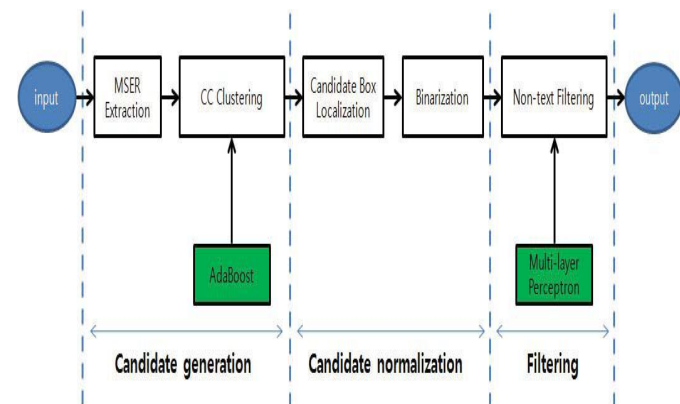 input
MSER
Extraction
CC Clustering
Candidate Box
Localization
Binarization
Non-text Filtering
output
AdaBoost
Multi-layer
Perceptron
Candidate generation
Candidate normalization
Filtering